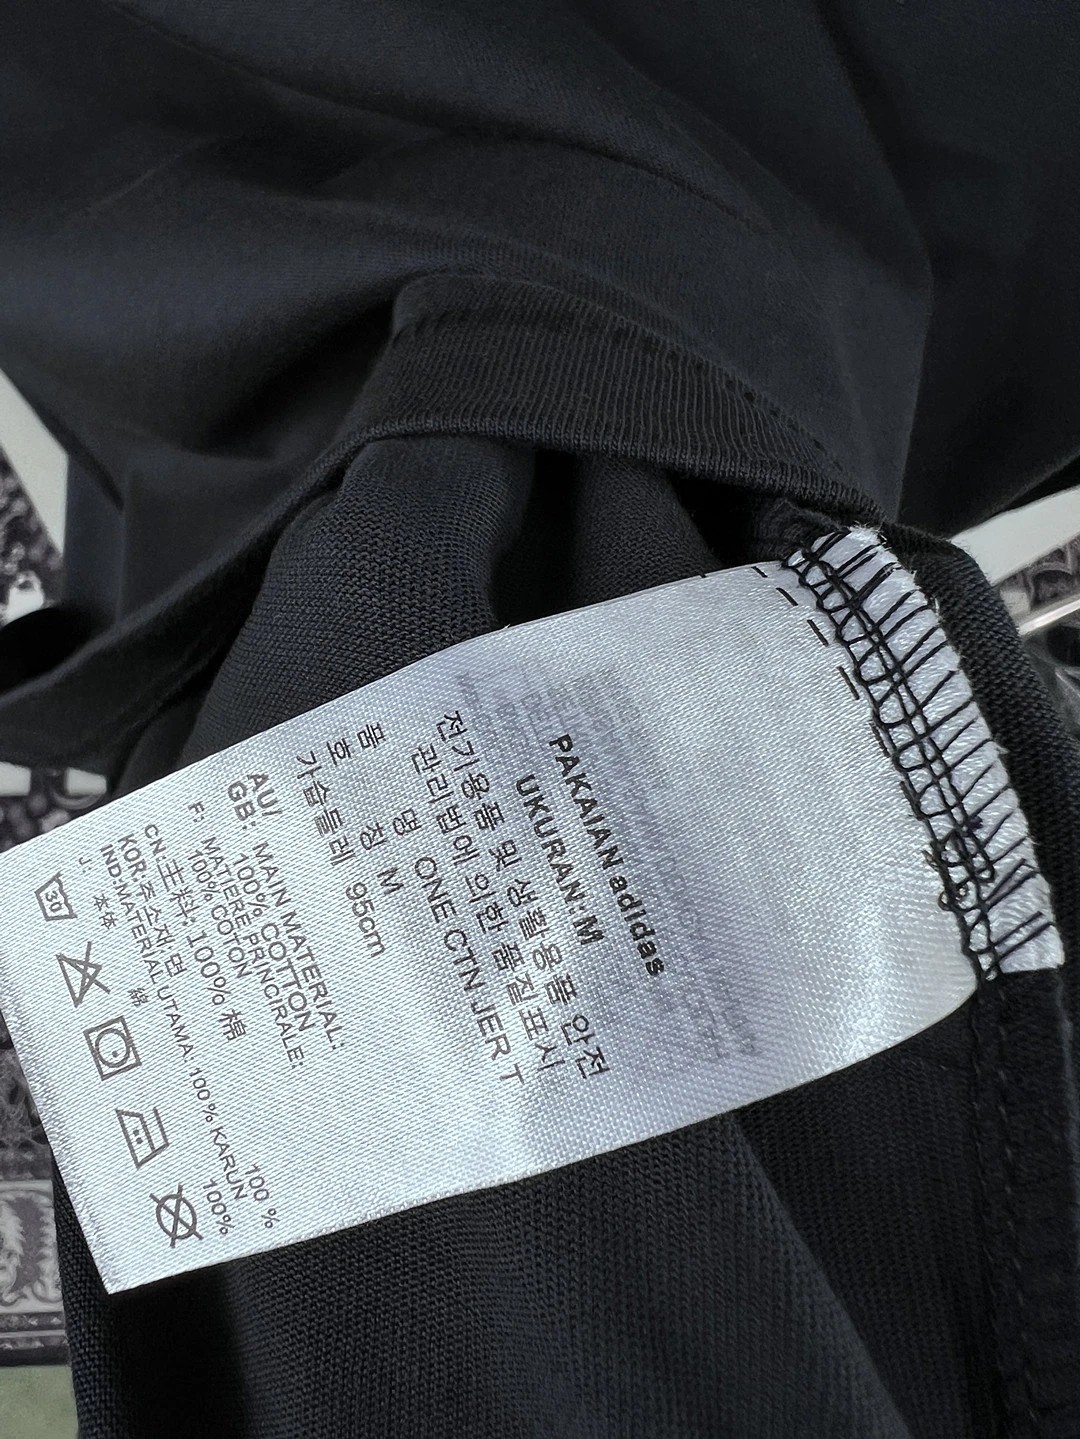 PAKAIAN adidas
UKURAN:M
전기용품 및 생활용품 안전
관리법에 의한 품질표시
품 명 ONE CTN JER T
호 칭 M
가슴둘레 95cm
AU/
GB: MAIN MATERIAL:
100% COTTON
F: MATERE PRINCIRALE:
100% COTTON
CN:主料: 100% 棉
KOR:주소재:면 100 %
IND:MATERIAL UTAMA 100% KARUN
J: 本体 綿 100%
30